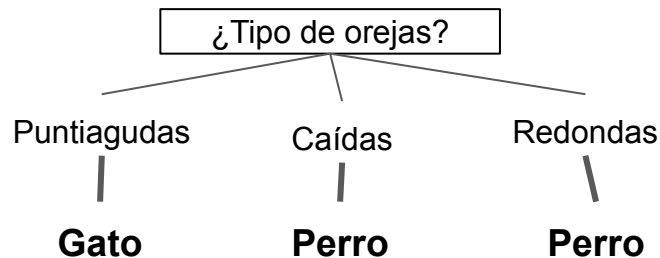 ¿Tipo de orejas?
Puntiagudas
Caídas
Redondas
Gato
Perro
Perro